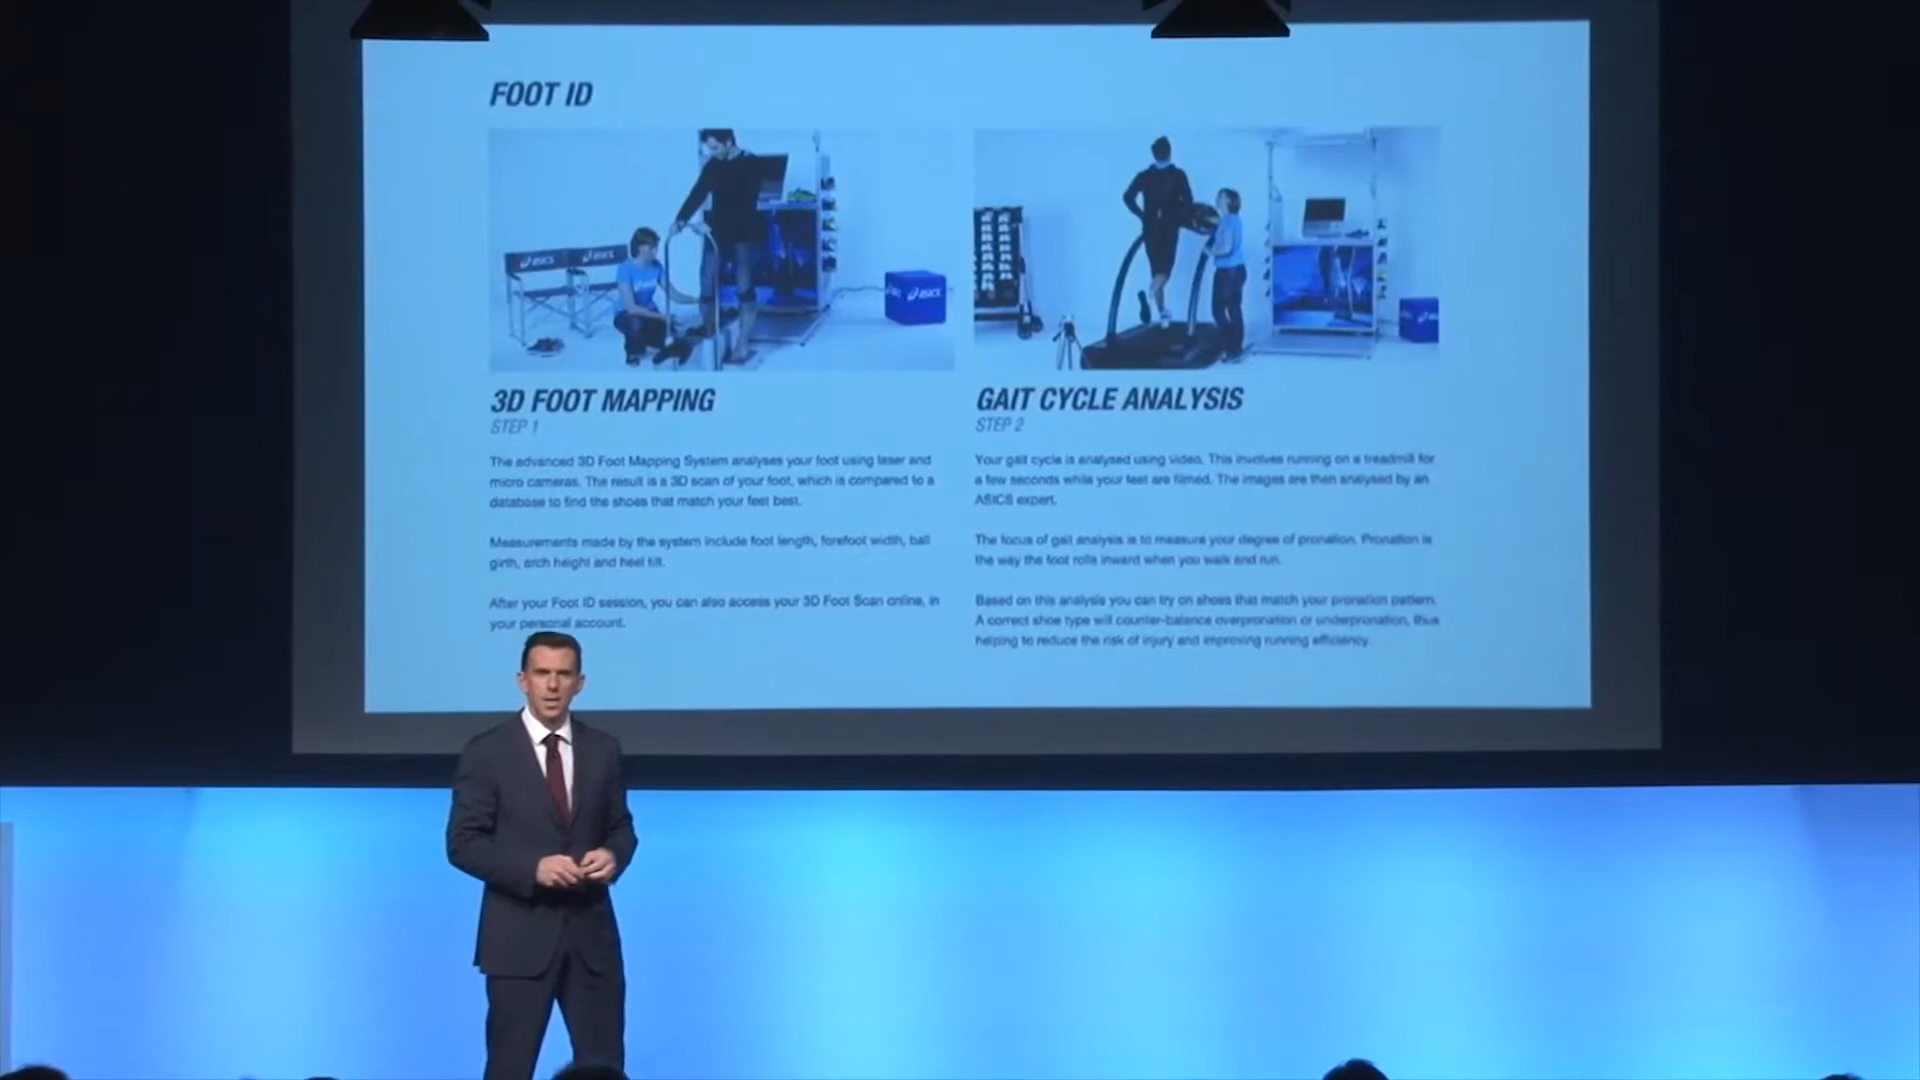 FOOT ID
asics
asics
asics
asics
3D FOOT MAPPING
STEP 1
The advanced 3D Foot Mapping System analyses your foot using laser and
micro cameras. The result is a 3D scan of your foot, which is compared to a
database to find the shoes that match your feet best.
Measurements made by the system include foot length, forefoot width, ball
girth, arch height and heel tilt.
After your Foot ID session, you can also access your 3D Foot Scan online, in
your personal account.
GAIT CYCLE ANALYSIS
STEP 2
Your gait cycle is analysed using video. This involves running on a treadmill for
a few seconds while your feet are filmed. The images are then analysed by an
ASICS expert.
The focus of gait analysis is to measure your degree of pronation. Pronation is
the way the foot rolls inward when you walk and run.
Based on this analysis you can try on shoes that match your pronation pattern.
A correct shoe type will counter-balance overpronation or underpronation, thus
helping to reduce the risk of injury and improving running efficiency.